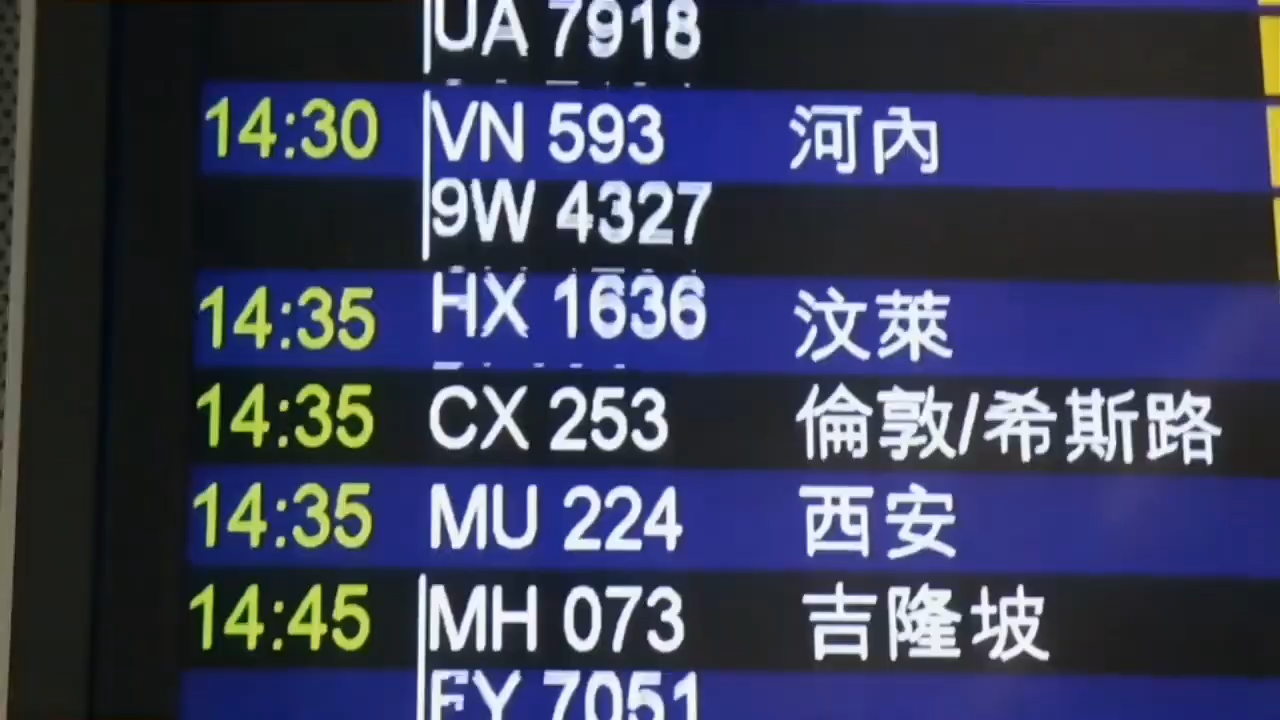 UA 7918
14:30 VN 593 河內
9W 4327
14:35 HX 1636 汶萊
14:35 CX 253 倫敦/希斯路
14:35 MU 224 西安
14:45 MH 073 吉隆坡
EY 7051